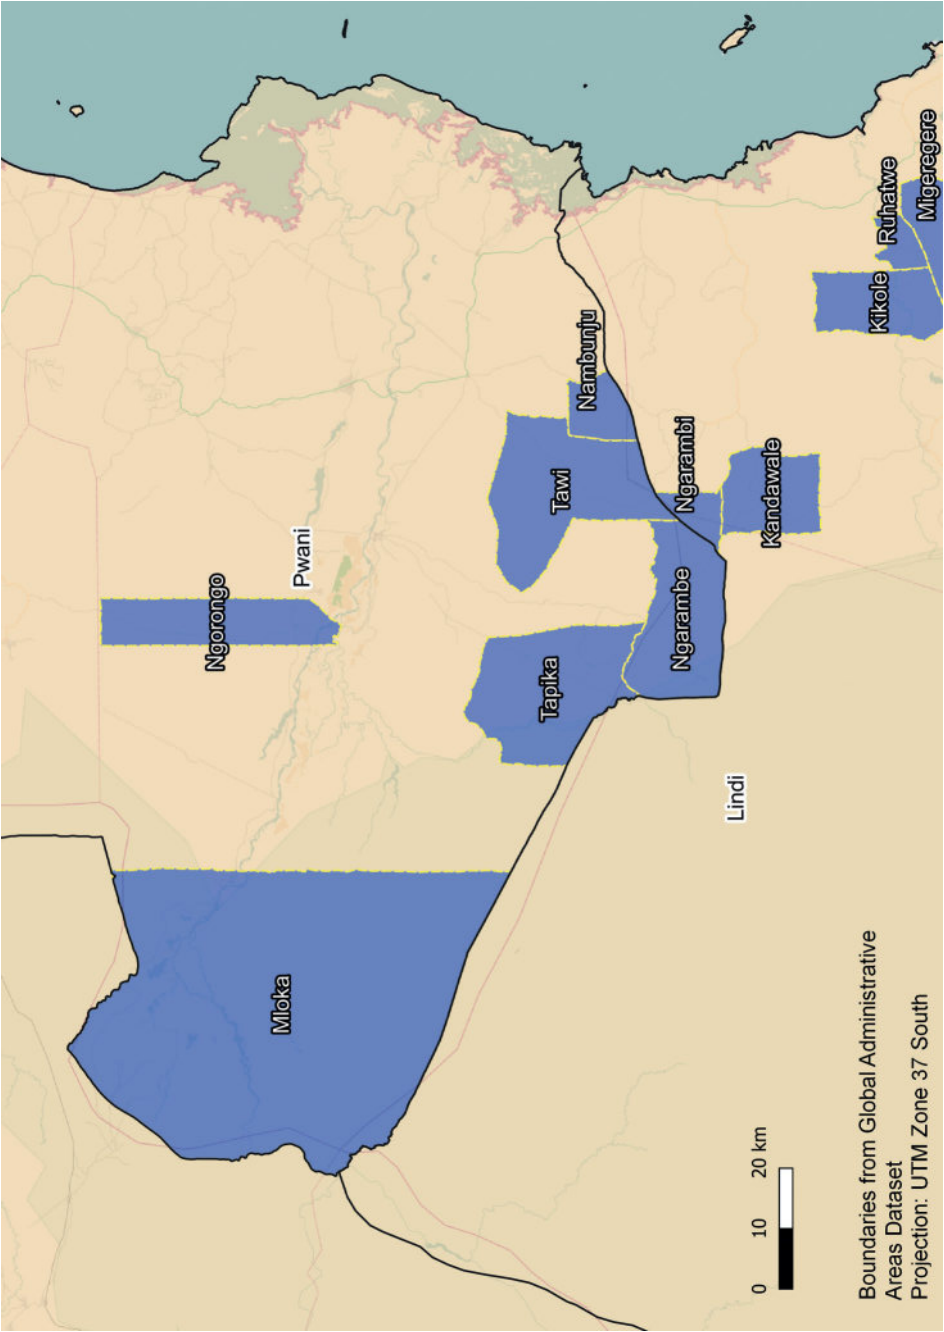 Ngorongo
Pwani
Mloka
Tapika
Tawi
Nambunju
Ngarambe
Ngarambi
Kandawale
Kikole
Ruhatwe
Migeregere
Lindi
0 10 20 km
Boundaries from Global Administrative
Areas Dataset
Projection: UTM Zone 37 South